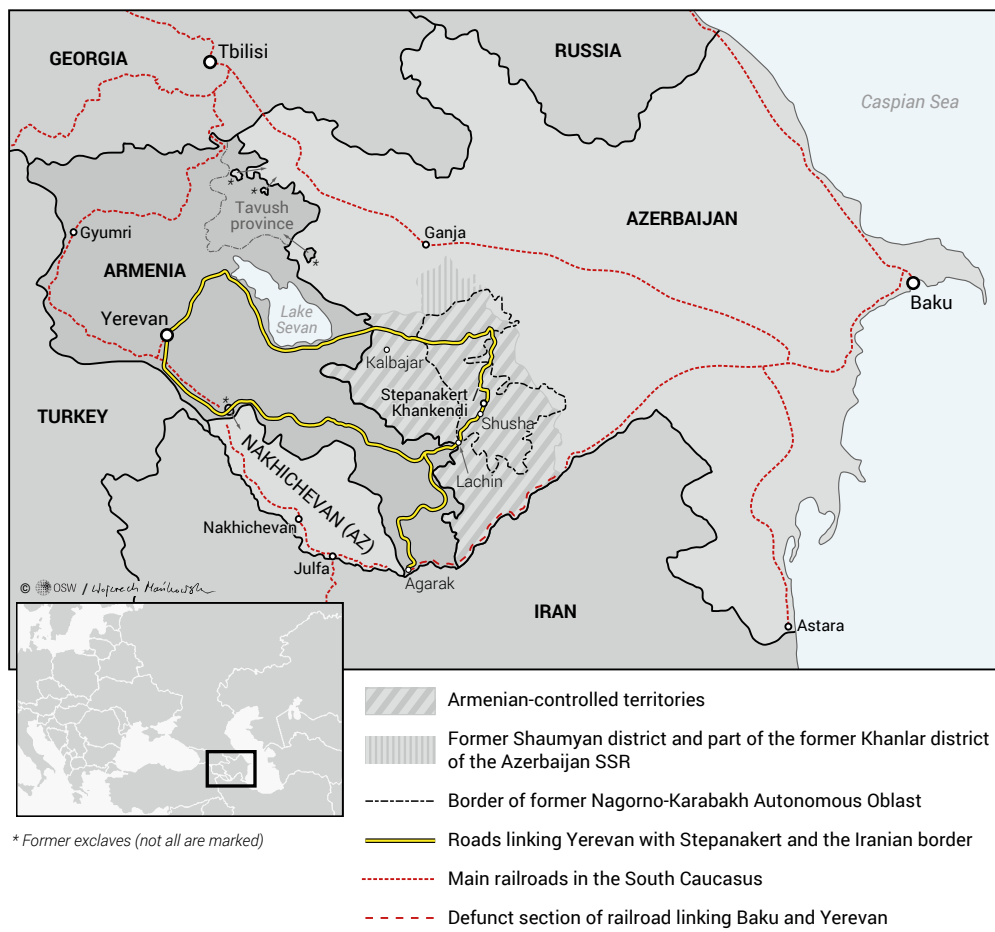 GEORGIA
Tbilisi
RUSSIA
Caspian Sea
*
*
Tavush
province
*
Gyumri
Ganja
AZERBAIJAN
ARMENIA
Baku
Yerevan
Lake
Sevan
Kalbajar
Stepanakert /
Khankendi
*
TURKEY
Shusha
NAKHICHEVAN (AZ)
Lachin
Nakhichevan
Julfa
Agarak
© OSW / Wojciech Mańkowski
IRAN
Astara
Armenian-controlled territories
Former Shaumyan district and part of the former Khanlar district
of the Azerbaijan SSR
Border of former Nagorno-Karabakh Autonomous Oblast
* Former exclaves (not all are marked)
Roads linking Yerevan with Stepanakert and the Iranian border
Main railroads in the South Caucasus
Defunct section of railroad linking Baku and Yerevan